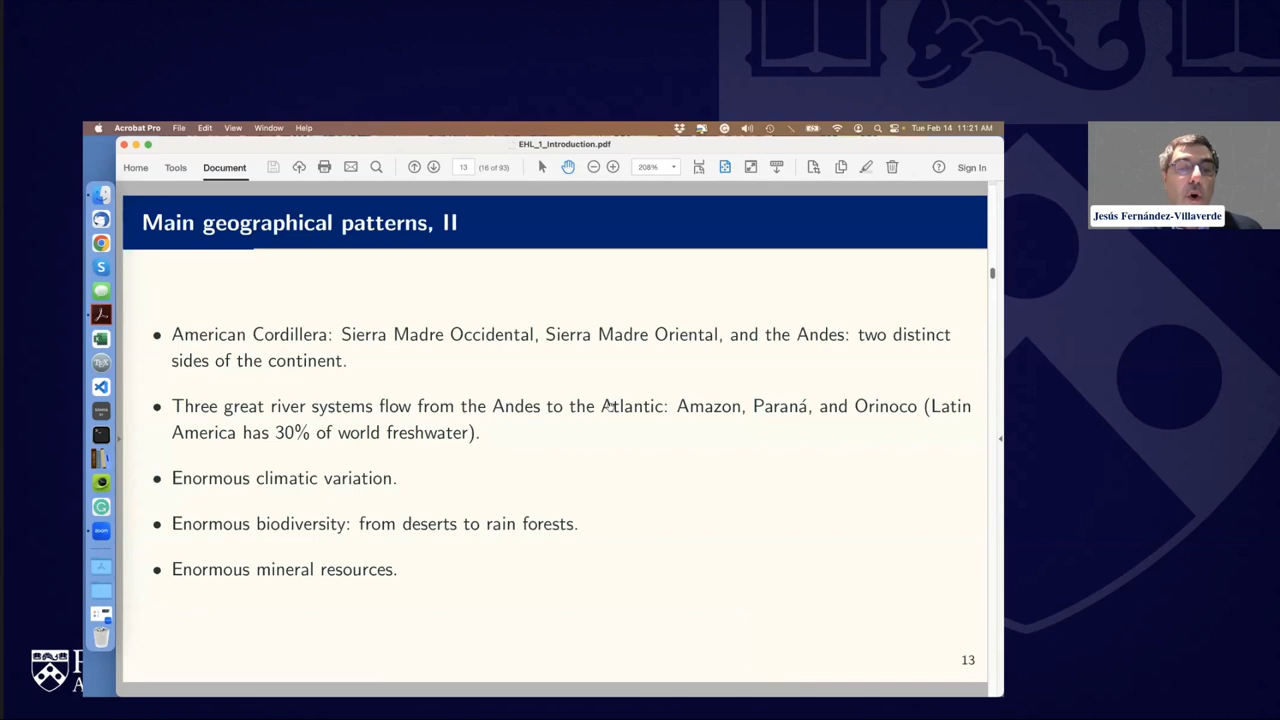 Acrobat Pro File Edit View Window Help
Tue Feb 14 11:21 AM
EHL_1_Introduction.pdf
Home Tools Document
13 (16 of 93)
208%
Sign In
Main geographical patterns, II
Jesús Fernández-Villaverde
• American Cordillera: Sierra Madre Occidental, Sierra Madre Oriental, and the Andes: two distinct
sides of the continent.
• Three great river systems flow from the Andes to the Atlantic: Amazon, Paraná, and Orinoco (Latin
America has 30% of world freshwater).
• Enormous climatic variation.
• Enormous biodiversity: from deserts to rain forests.
• Enormous mineral resources.
13